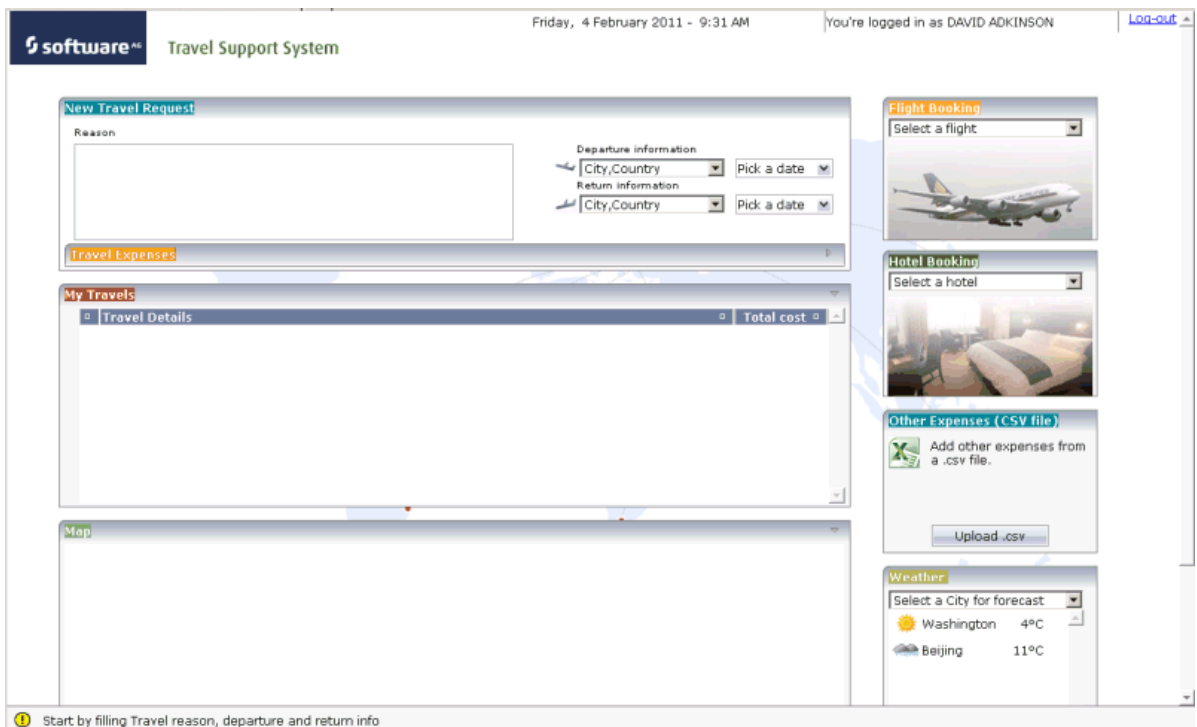 Friday, 4 February 2011 - 9:31 AM
You're logged in as DAVID ADKINSON
Log-out
software AG
Travel Support System
New Travel Request
Reason
Departure information
City,Country
Pick a date
Return information
City,Country
Pick a date
Travel Expenses
My Travels
Travel Details
Total cost
Map
Flight Booking
Select a flight
Hotel Booking
Select a hotel
Other Expenses (CSV file)
Add other expenses from
a .csv file.
Upload .csv
Weather
Select a City for forecast
Washington 4°C
Beijing 11°C
Start by filling Travel reason, departure and return info